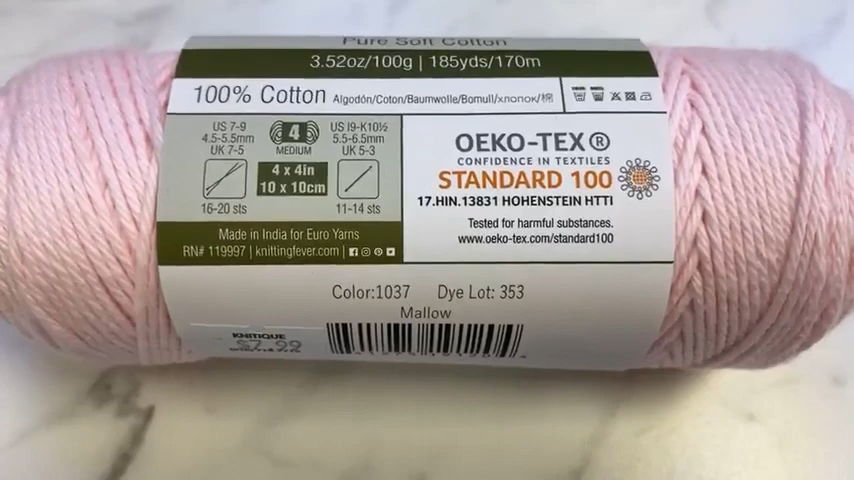 Pure Soft Cotton
3.52oz/100g | 185yds/170m
100% Cotton Algodón/Coton/Baumwolle/Bomull/хлопок/棉
US 7-9
4.5-5.5mm
UK 7-5
4
MEDIUM
US I9-K10½
5.5-6.5mm
UK 5-3
4 x 4in
10 x 10cm
16-20 sts
11-14 sts
Made in India for Euro Yarns
RN# 119997 | knittingfever.com |
OEKO-TEX®
CONFIDENCE IN TEXTILES
STANDARD 100
17.HIN.13831 HOHENSTEIN HTTI
Tested for harmful substances.
www.oeko-tex.com/standard100
Color:1037 Dye Lot: 353
Mallow
KNITIQUE
$7.99